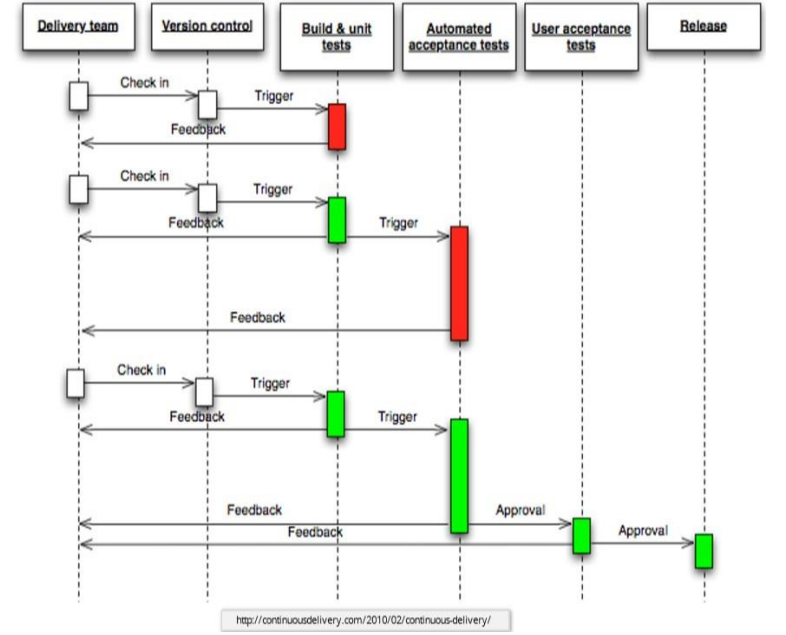 Delivery team
Version control
Build & unit
tests
Automated
acceptance tests
User acceptance
tests
Release
Check in
Trigger
Feedback
Check in
Trigger
Feedback
Trigger
Feedback
Check in
Trigger
Feedback
Trigger
Feedback
Approval
Feedback
Approval
http://continuousdelivery.com/2010/02/continuous-delivery/